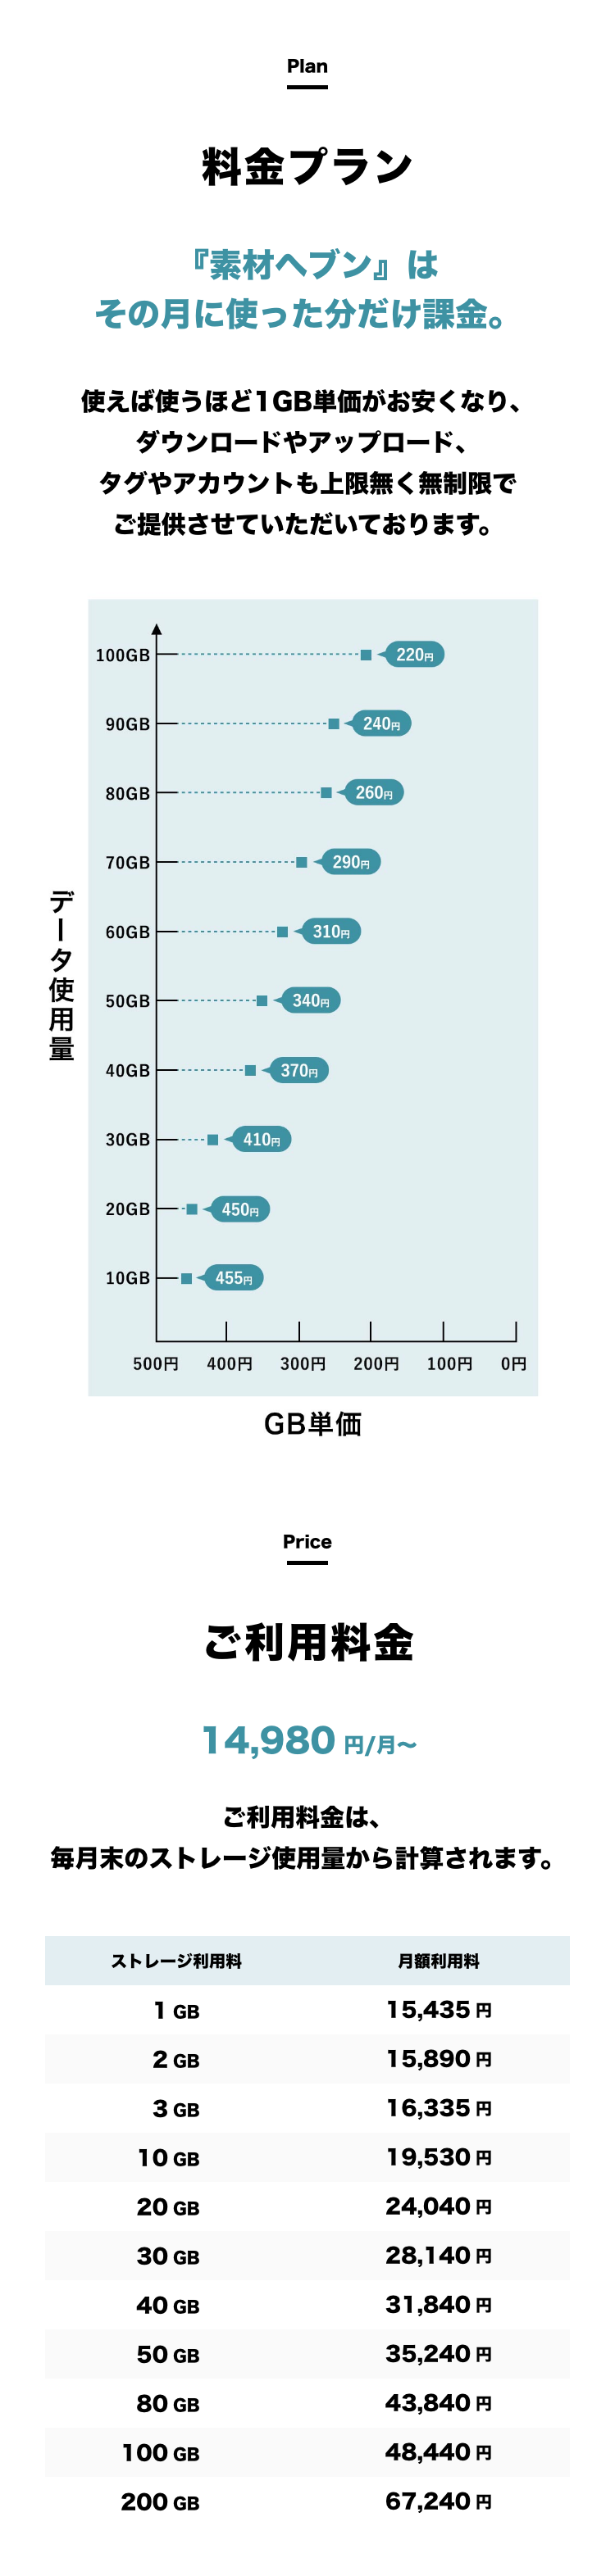 Plan
料金プラン
『素材ヘブン』は
その月に使った分だけ課金。
使えば使うほど1GB単価がお安くなり、
ダウンロードやアップロード、
タグやアカウントも上限無く無制限で
ご提供させていただいております。
データ使用量
100GB 220円
90GB 240円
80GB 260円
70GB 290円
60GB 310円
50GB 340円
40GB 370円
30GB 410円
20GB 450円
10GB 455円
500円 400円 300円 200円 100円 0円
GB単価
Price
ご利用料金
14,980 円/月〜
ご利用料金は、
毎月末のストレージ使用量から計算されます。
ストレージ利用料 月額利用料
1 GB 15,435 円
2 GB 15,890 円
3 GB 16,335 円
10 GB 19,530 円
20 GB 24,040 円
30 GB 28,140 円
40 GB 31,840 円
50 GB 35,240 円
80 GB 43,840 円
100 GB 48,440 円
200 GB 67,240 円